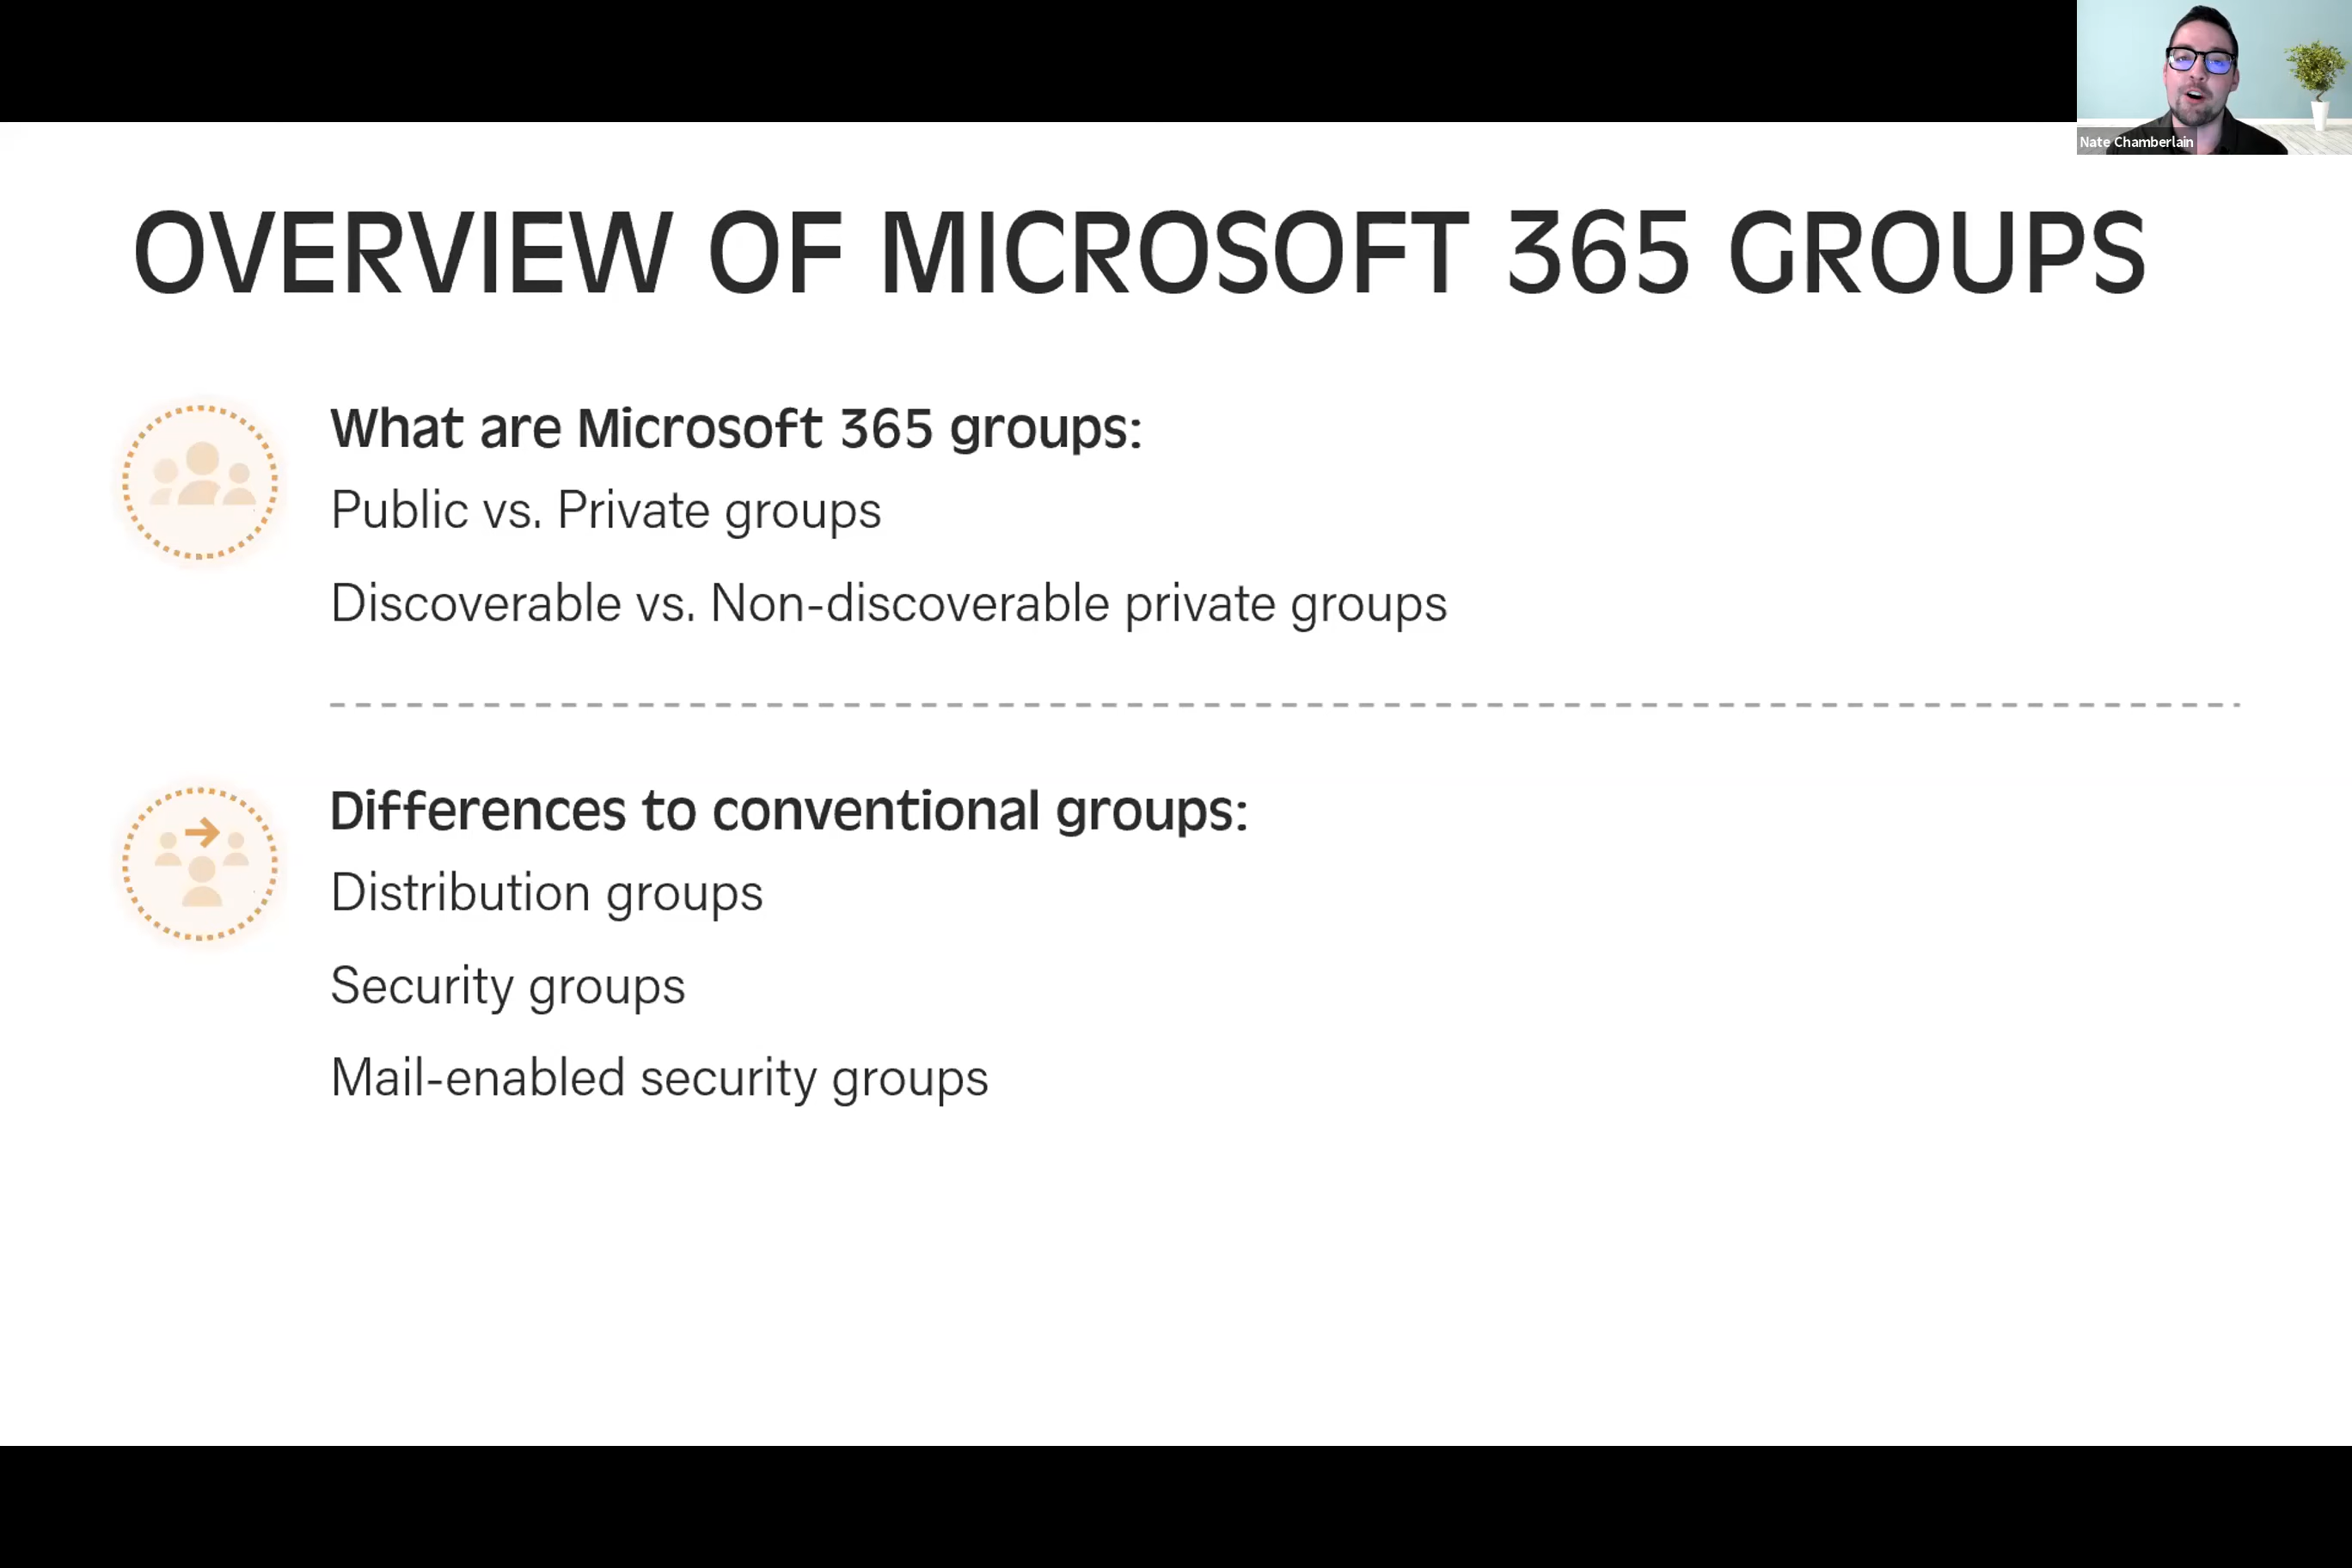 Nate Chamberlain
OVERVIEW OF MICROSOFT 365 GROUPS
What are Microsoft 365 groups:
Public vs. Private groups
Discoverable vs. Non-discoverable private groups
Differences to conventional groups:
Distribution groups
Security groups
Mail-enabled security groups